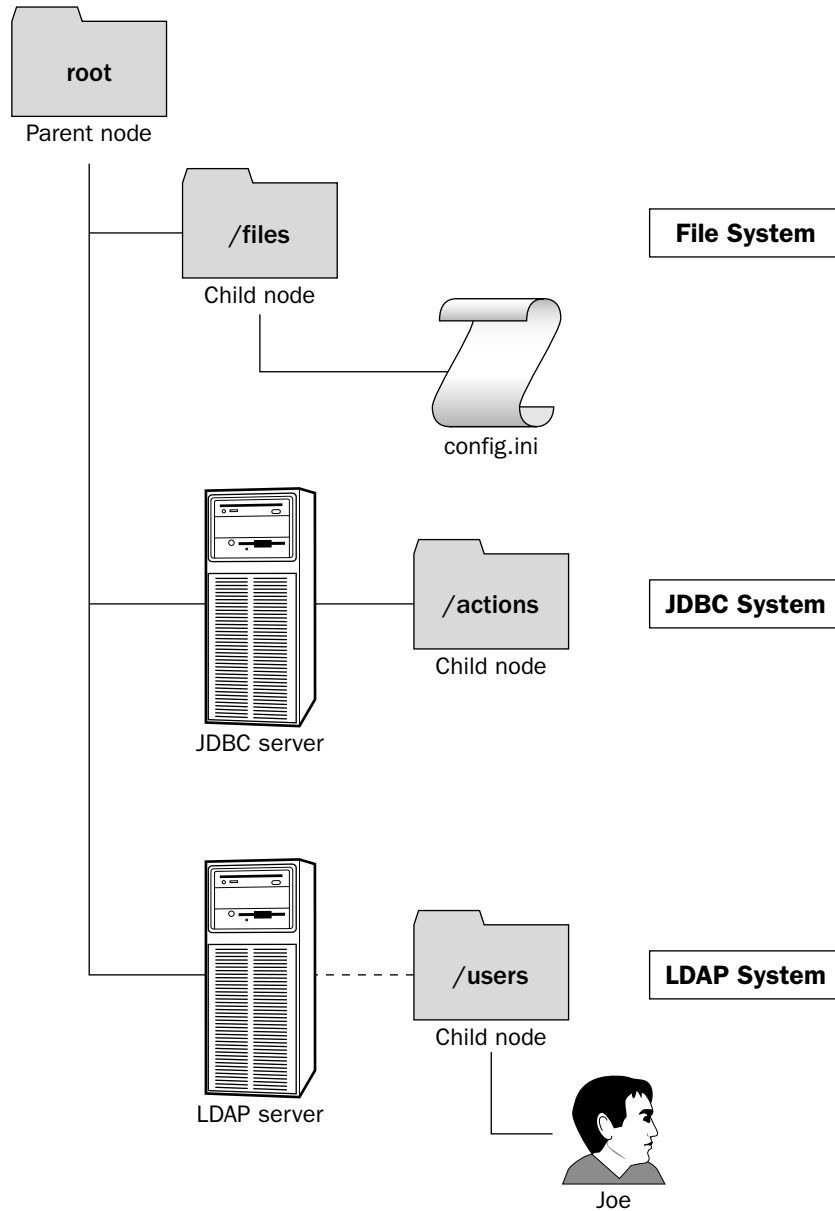 root
Parent node
/files
File System
Child node
config.ini
/actions
JDBC System
Child node
JDBC server
/users
LDAP System
Child node
LDAP server
Joe